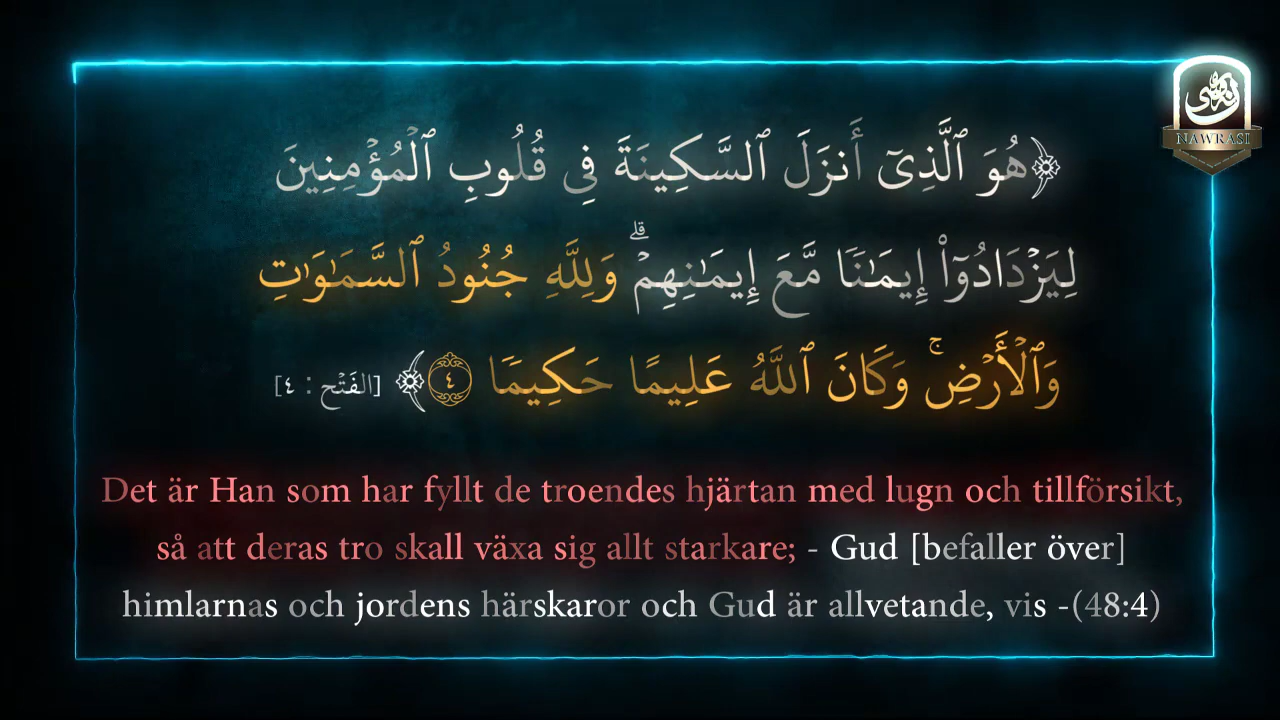 ﴿هُوَ ٱلَّذِىٓ أَنزَلَ ٱلسَّكِينَةَ فِى قُلُوبِ ٱلْمُؤْمِنِينَ
لِيَزْدَادُوٓا۟ إِيمَـٰنًۭا مَّعَ إِيمَـٰنِهِمْ ۗ وَلِلَّهِ جُنُودُ ٱلسَّمَـٰوَٰتِ
وَٱلْأَرْضِ ۚ وَكَانَ ٱللَّهُ عَلِيمًا حَكِيمًۭا ٤﴾ [الفَتْح : ٤]
Det är Han som har fyllt de troendes hjärtan med lugn och tillförsikt,
så att deras tro skall växa sig allt starkare; - Gud [befaller över]
himlarnas och jordens härskaror och Gud är allvetande, vis -(48:4)
NAWRASI